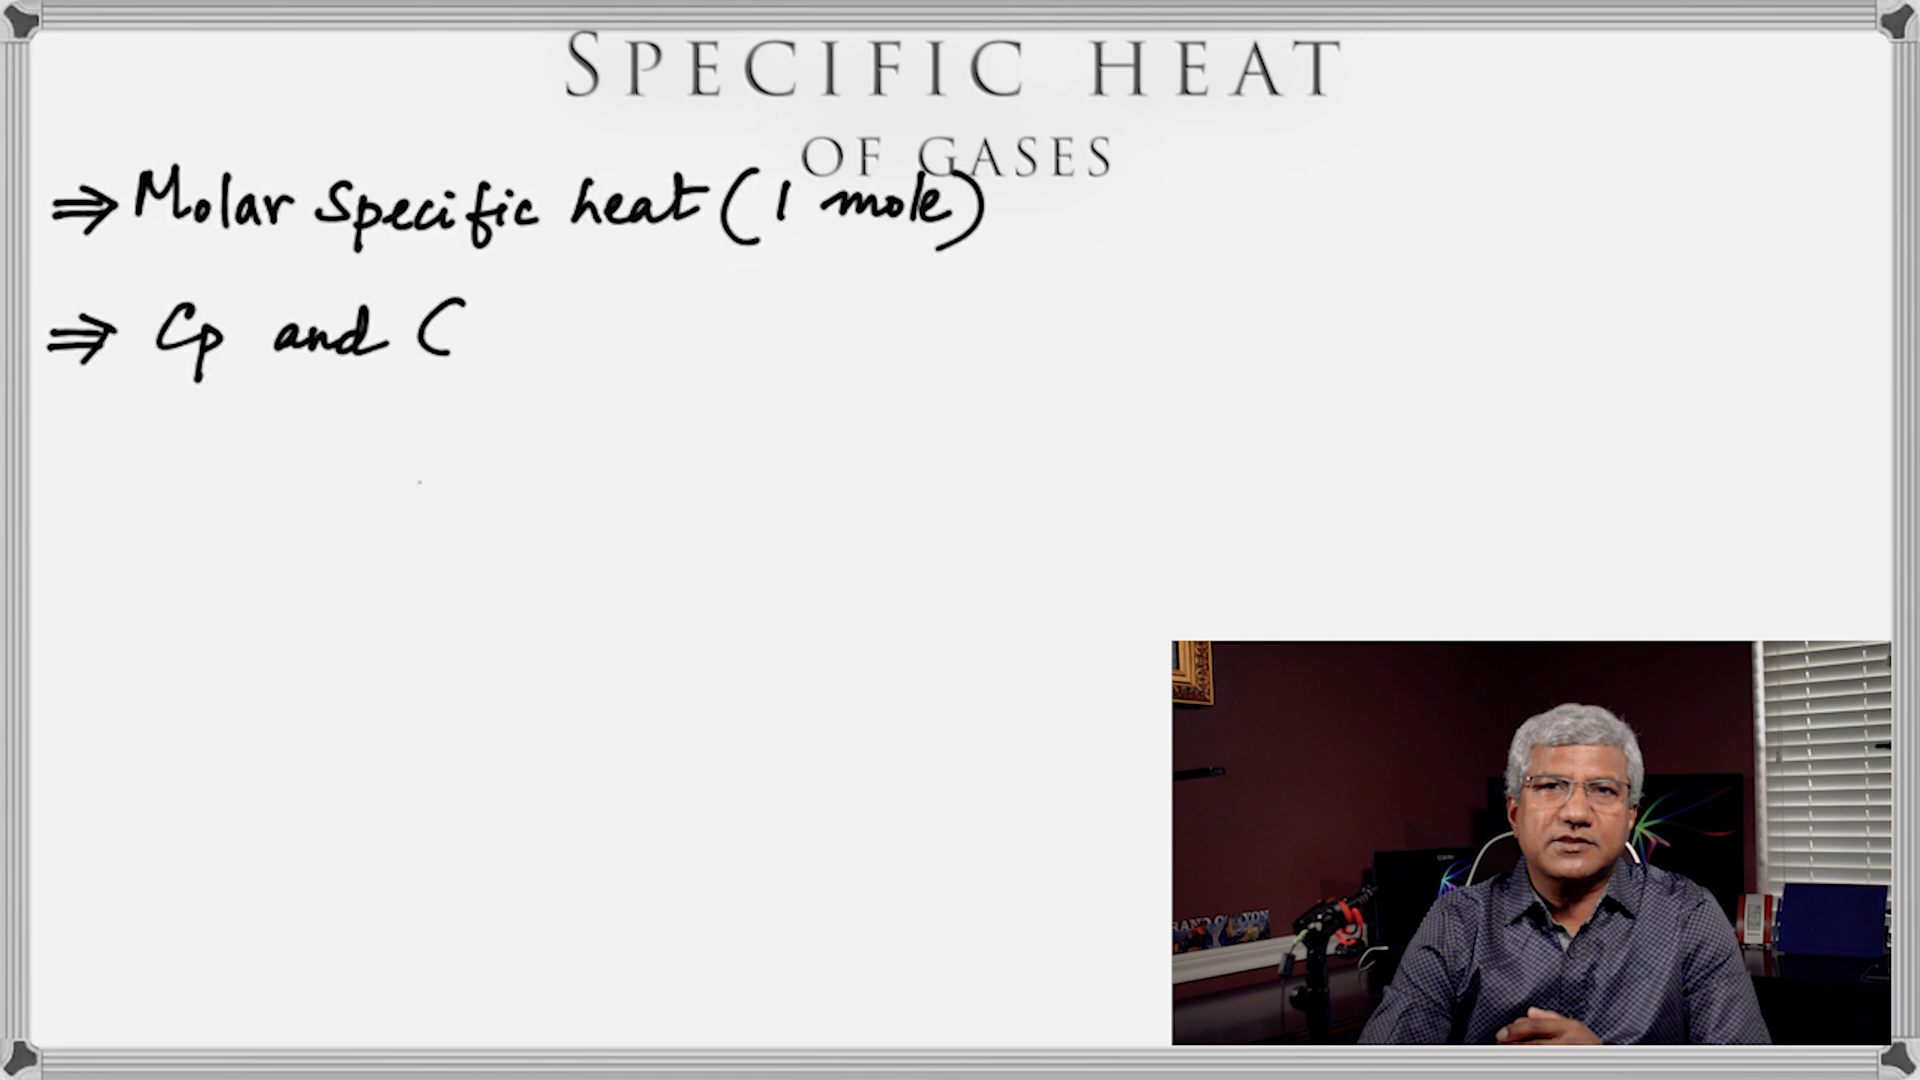 SPECIFIC HEAT
OF GASES
⇒ Molar Specific heat (1 mole)
⇒ Cp and C